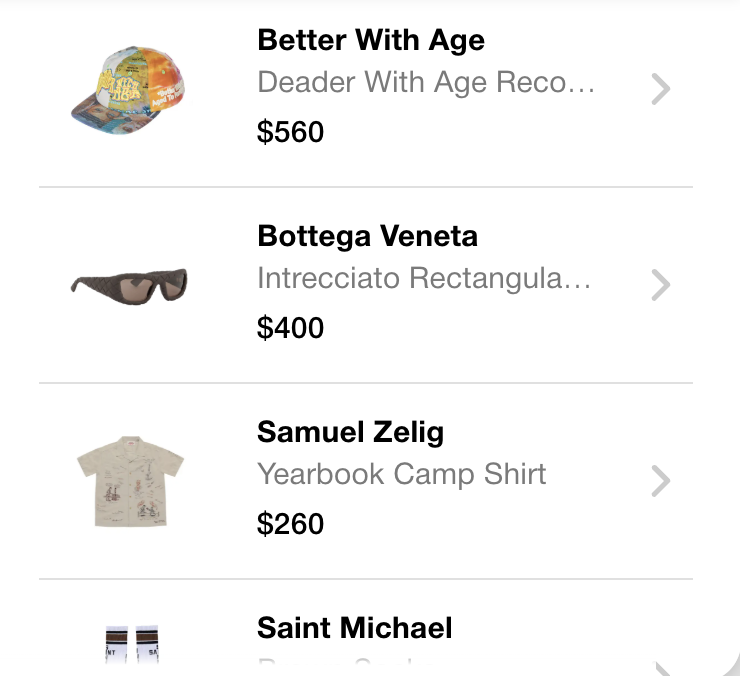 Better With Age
Deader With Age Reco…
$560
Bottega Veneta
Intrecciato Rectangula…
$400
Samuel Zelig
Yearbook Camp Shirt
$260
Saint Michael